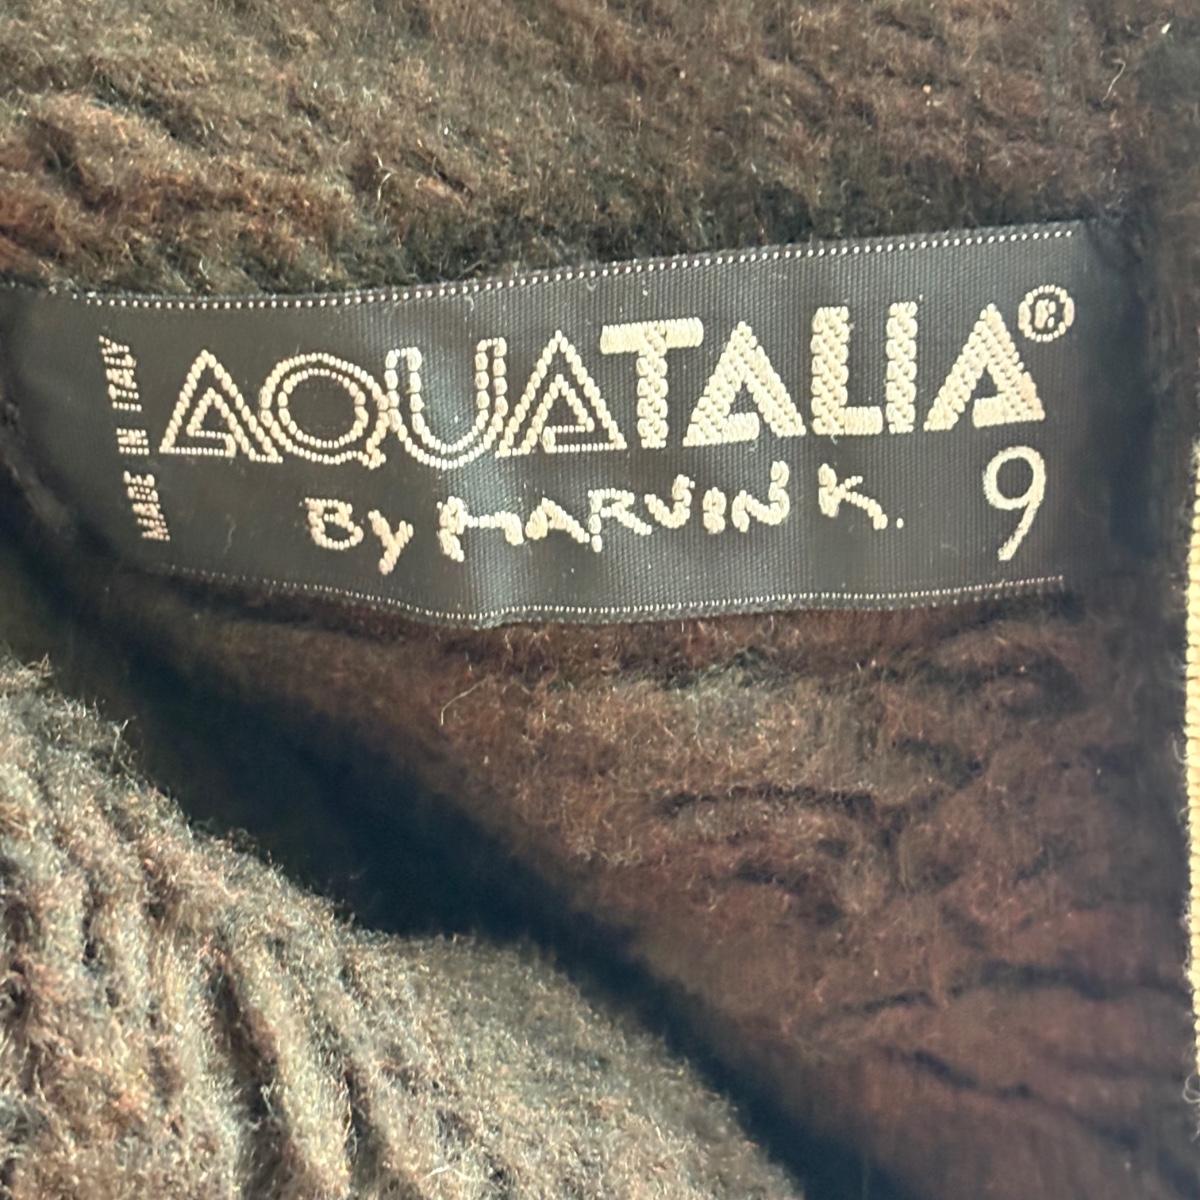 MADE IN ITALY
AQUATALIA®
By MARVIN K.
9